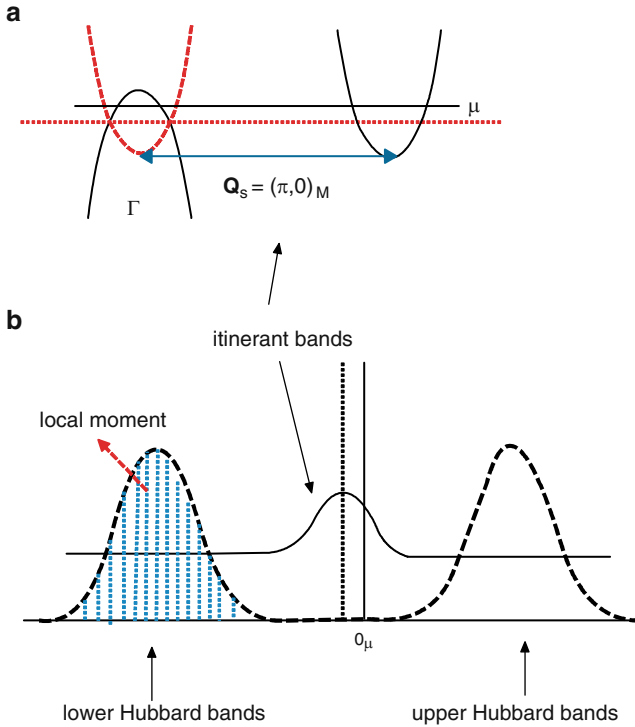 a
μ
Qₛ = (π,0)ₘ
Γ
b
itinerant bands
local moment
0μ
lower Hubbard bands
upper Hubbard bands